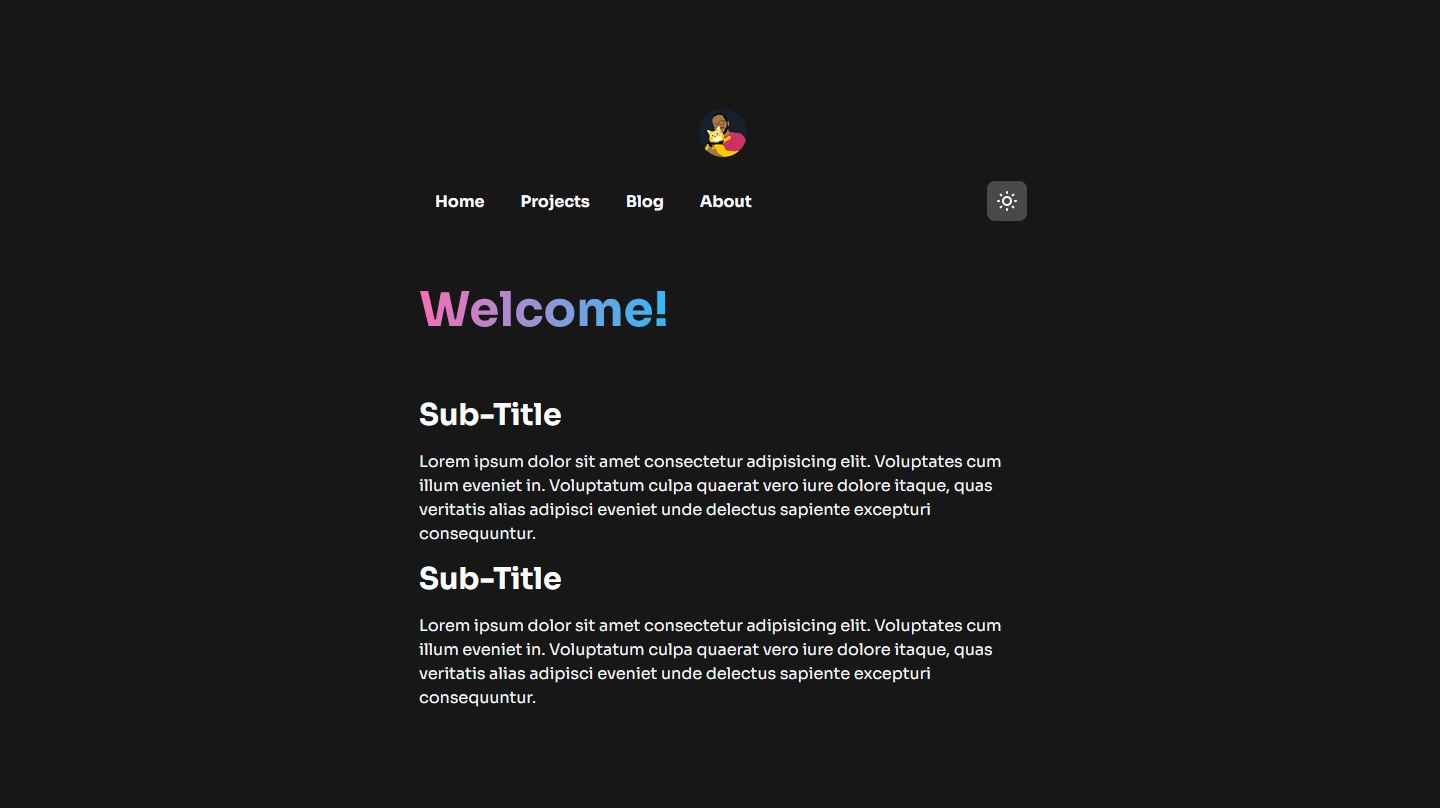 Home Projects Blog About
Welcome!
Sub-Title
Lorem ipsum dolor sit amet consectetur adipisicing elit. Voluptates cum
illum eveniet in. Voluptatum culpa quaerat vero iure dolore itaque, quas
veritatis alias adipisci eveniet unde delectus sapiente excepturi
consequuntur.
Sub-Title
Lorem ipsum dolor sit amet consectetur adipisicing elit. Voluptates cum
illum eveniet in. Voluptatum culpa quaerat vero iure dolore itaque, quas
veritatis alias adipisci eveniet unde delectus sapiente excepturi
consequuntur.